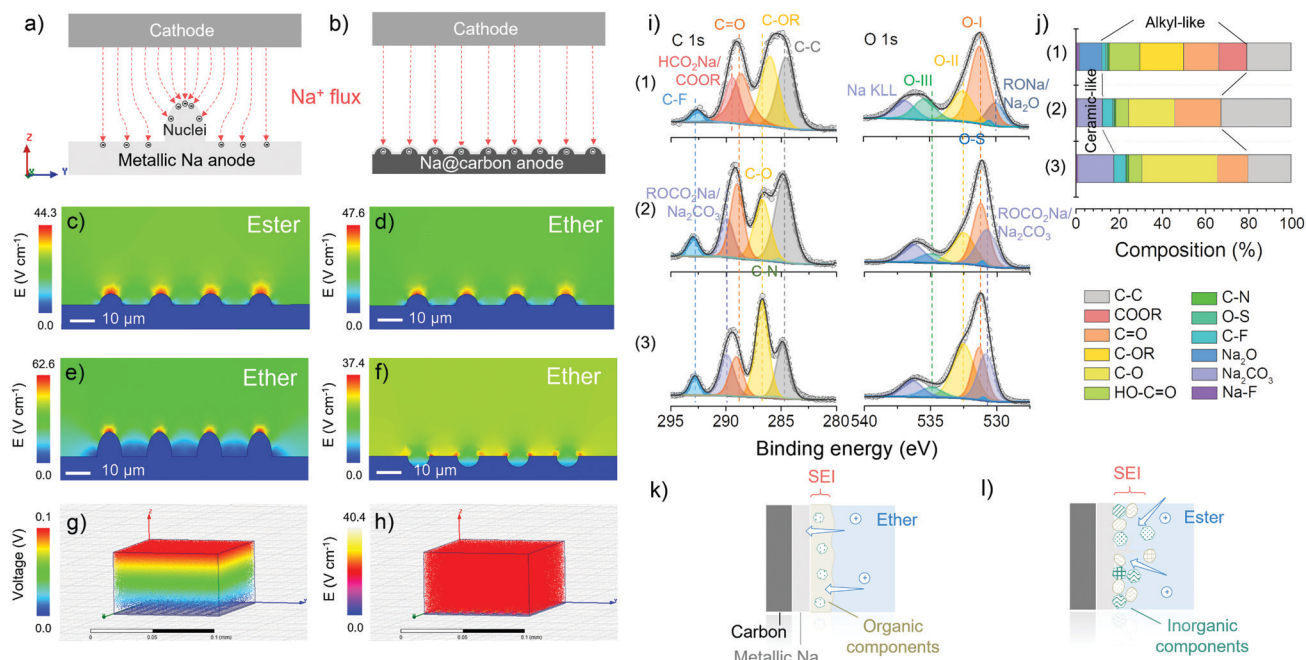 a)
Cathode
Nuclei
Metallic Na anode
Z
Y
Na⁺ flux
b)
Cathode
Na@carbon anode
44.3
E (V cm⁻¹)
0.0
c)
Ester
10 µm
47.6
E (V cm⁻¹)
0.0
d)
Ether
10 µm
62.6
E (V cm⁻¹)
0.0
e)
Ether
10 µm
37.4
E (V cm⁻¹)
0.0
f)
Ether
10 µm
0.1
Voltage (V)
0.0
g)
0
0.05
0.1 (mm)
40.4
E (V cm⁻¹)
0.0
h)
0
0.05
0.1 (mm)
i)
C=O
C 1s
C-OR
C-C
HCO₂Na/
COOR
(1)
C-F
O-I
O 1s
O-II
O-III
Na KLL
RONa/
Na₂O
O-S
C-O
ROCO₂Na/
Na₂CO₃
(2)
ROCO₂Na/
Na₂CO₃
C-N
(3)
295
290
285
280
540
535
530
Binding energy (eV)
j)
Alkyl-like
(1)
Ceramic-like
(2)
(3)
0
20
40
60
80
100
Composition (%)
C-C
COOR
C=O
C-OR
C-O
HO-C=O
C-N
O-S
C-F
Na₂O
Na₂CO₃
Na-F
k)
SEI
Ether
Carbon
Metallic Na
Organic
components
l)
SEI
Ester
Inorganic
components